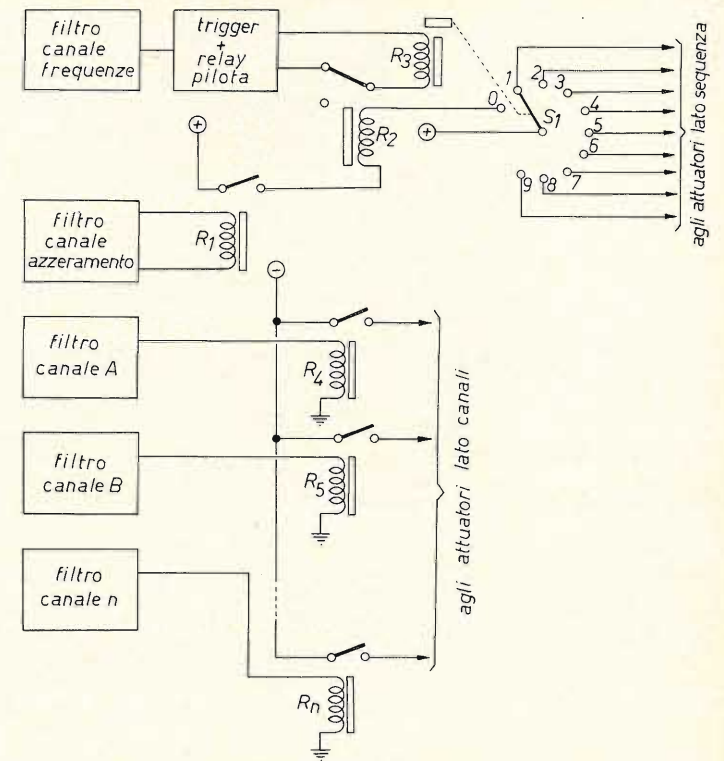 filtro
canale
frequenze
trigger
+
relay
pilota
R3
R2
+
+
0
1
2
3
4
5
6
7
8
9
S1
agli attuatori lato sequenza
filtro
canale
azzeramento
R1
−
filtro
canale A
R4
filtro
canale B
R5
filtro
canale n
Rn
agli attuatori lato canali